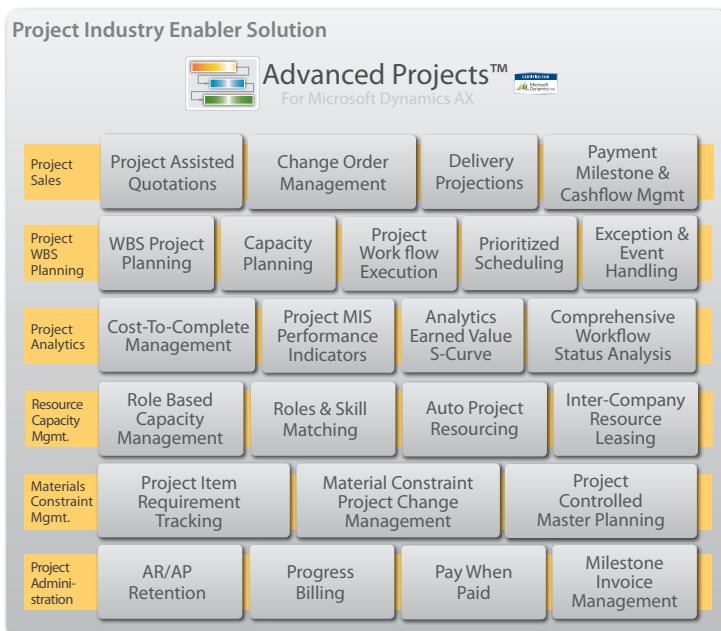 Project Industry Enabler Solution
Advanced Projects™
For Microsoft Dynamics AX
Microsoft
Dynamics AX
Project
Sales
Project Assisted
Quotations
Change Order
Management
Delivery
Projections
Payment
Milestone &
Cashflow Mgmt
Project
WBS
Planning
WBS Project
Planning
Capacity
Planning
Project
Work flow
Execution
Prioritized
Scheduling
Exception &
Event
Handling
Project
Analytics
Cost-To-Complete
Management
Project MIS
Performance
Indicators
Analytics
Earned Value
S-Curve
Comprehensive
Workflow
Status Analysis
Resource
Capacity
Mgmt.
Role Based
Capacity
Management
Roles & Skill
Matching
Auto Project
Resourcing
Inter-Company
Resource
Leasing
Materials
Constraint
Mgmt.
Project Item
Requirement
Tracking
Material Constraint
Project Change
Management
Project
Controlled
Master Planning
Project
Admini-
stration
AR/AP
Retention
Progress
Billing
Pay When
Paid
Milestone
Invoice
Management